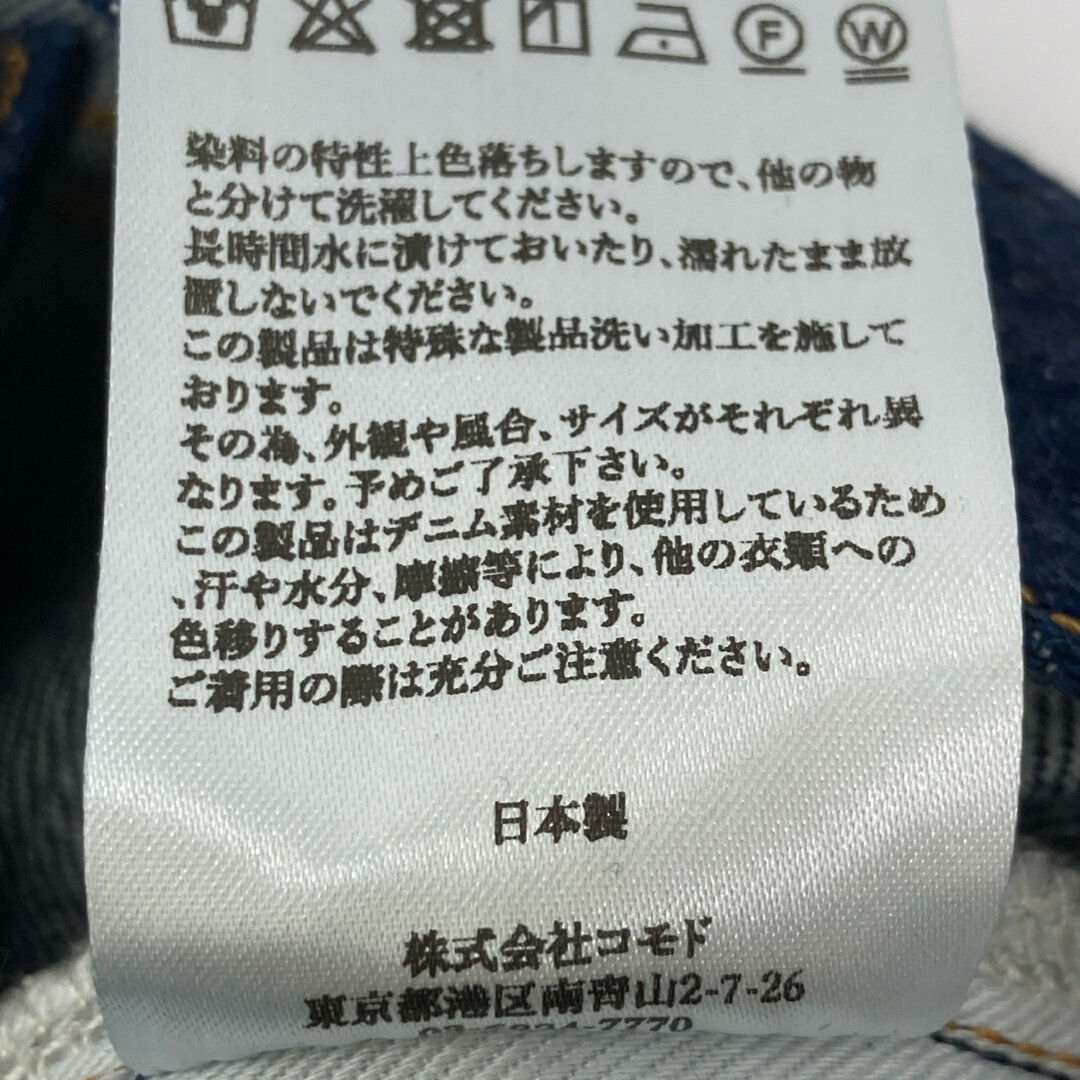 F W
染料の特性上色落ちしますので、他の物
と分けて洗濯してください。
長時間水に漬けておいたり、濡れたまま放
置しないでください。
この製品は特殊な製品洗い加工を施して
おります。
その為、外観や風合、サイズがそれぞれ異
なります。予めご了承下さい。
この製品はデニム素材を使用しているため
、汗や水分、摩擦等により、他の衣類への
色移りすることがあります。
ご着用の際は充分ご注意ください。
日本製
株式会社コモド
東京都港区南青山2-7-26
7770